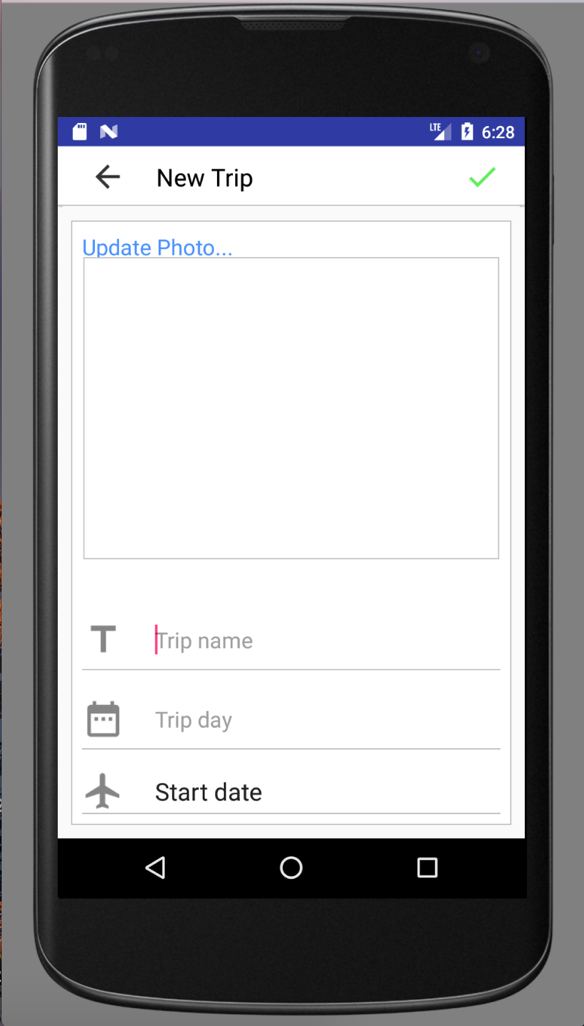 LTE 6:28
New Trip
Update Photo...
Trip name
Trip day
Start date